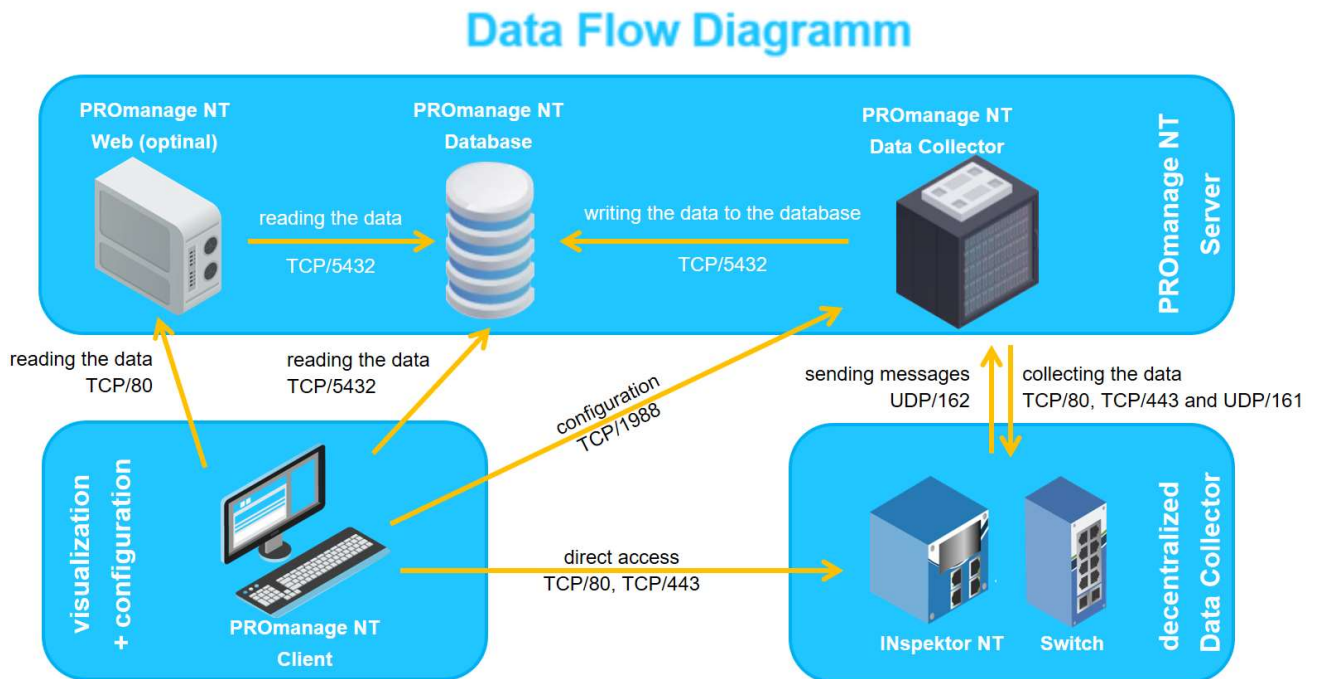 Data Flow Diagramm
PROmanage NT
Web (optinal)
PROmanage NT
Database
PROmanage NT
Data Collector
PROmanage NT
Server
reading the data
TCP/5432
writing the data to the database
TCP/5432
reading the data
TCP/80
reading the data
TCP/5432
configuration
TCP/1988
sending messages
UDP/162
collecting the data
TCP/80, TCP/443 and UDP/161
visualization
+ configuration
PROmanage NT
Client
direct access
TCP/80, TCP/443
INspektor NT
Switch
decentralized
Data Collector